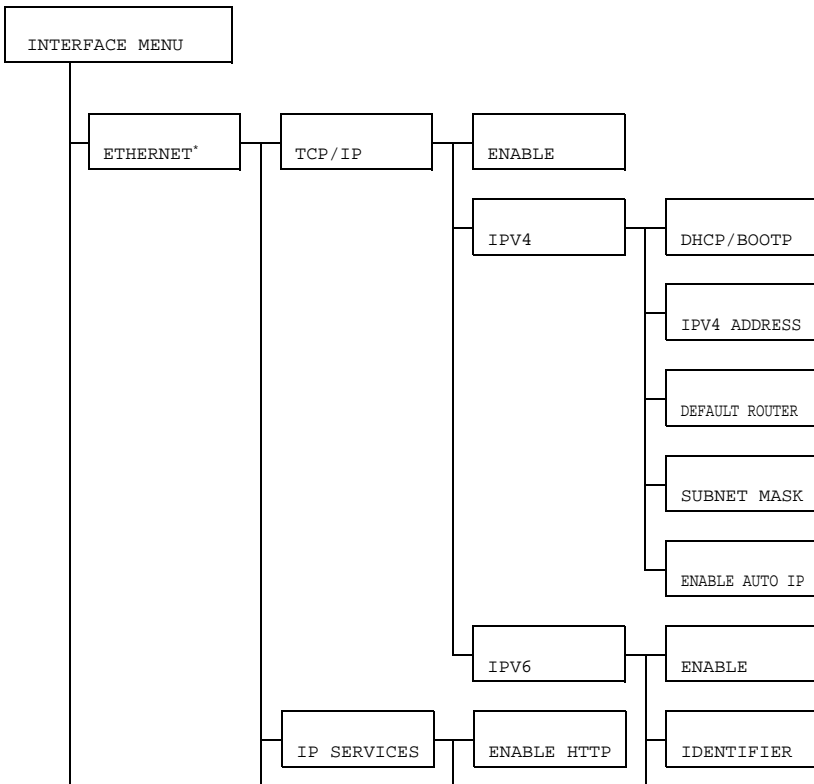 INTERFACE MENU
ETHERNET*
TCP/IP
ENABLE
IPV4
DHCP/BOOTP
IPV4 ADDRESS
DEFAULT ROUTER
SUBNET MASK
ENABLE AUTO IP
IPV6
ENABLE
IP SERVICES
ENABLE HTTP
IDENTIFIER